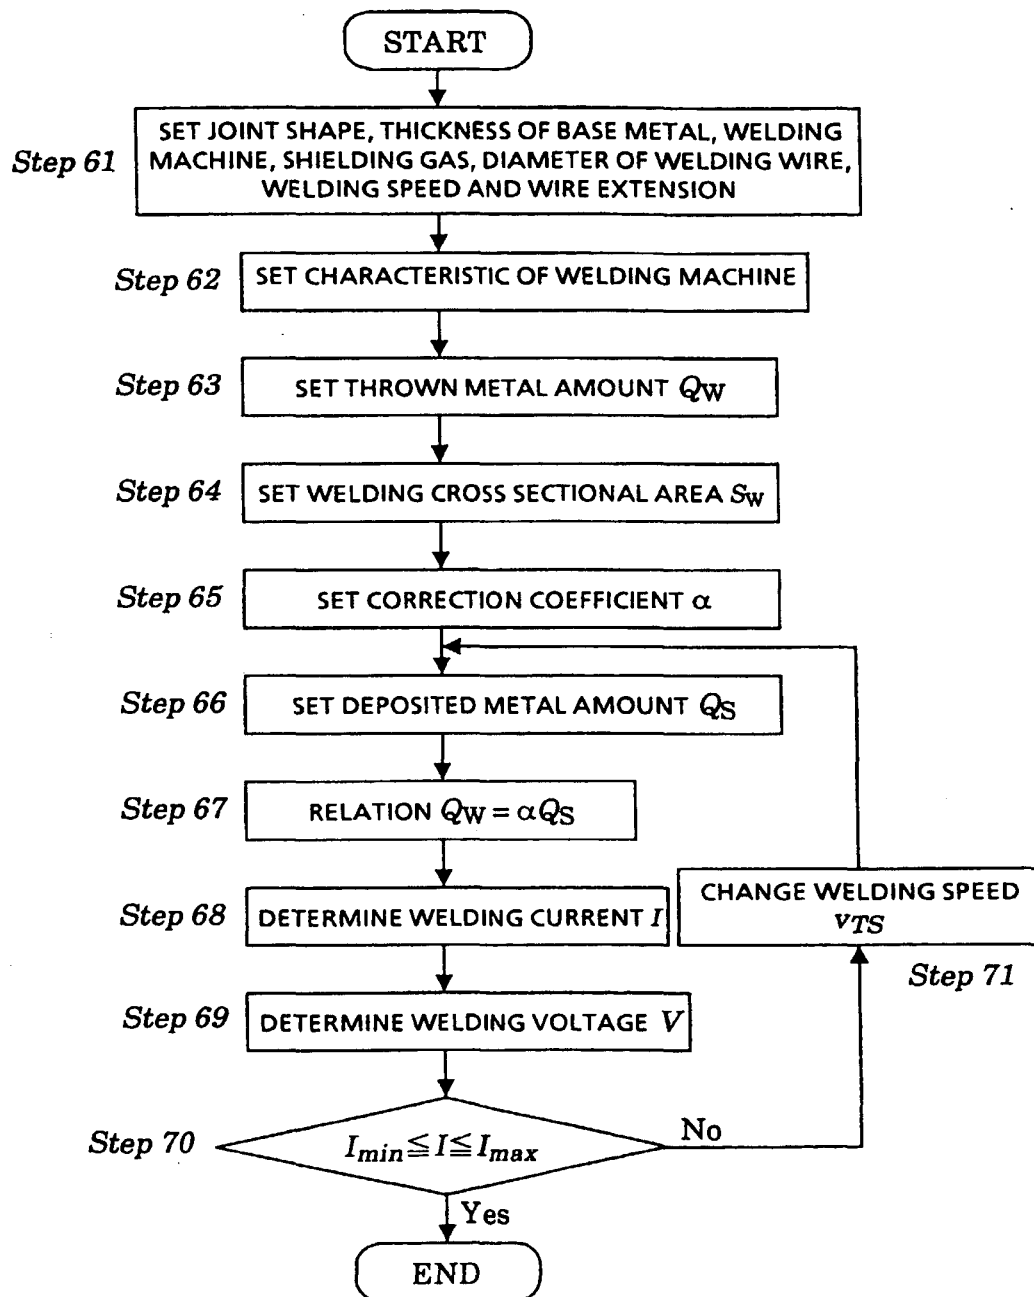 START
Step 61
SET JOINT SHAPE, THICKNESS OF BASE METAL, WELDING
MACHINE, SHIELDING GAS, DIAMETER OF WELDING WIRE,
WELDING SPEED AND WIRE EXTENSION
Step 62
SET CHARACTERISTIC OF WELDING MACHINE
Step 63
SET THROWN METAL AMOUNT QW
Step 64
SET WELDING CROSS SECTIONAL AREA SW
Step 65
SET CORRECTION COEFFICIENT α
Step 66
SET DEPOSITED METAL AMOUNT QS
Step 67
RELATION QW = αQS
Step 68
DETERMINE WELDING CURRENT I
CHANGE WELDING SPEED
vTS
Step 71
Step 69
DETERMINE WELDING VOLTAGE V
Step 70
Imin ≦ I ≦ Imax
No
Yes
END